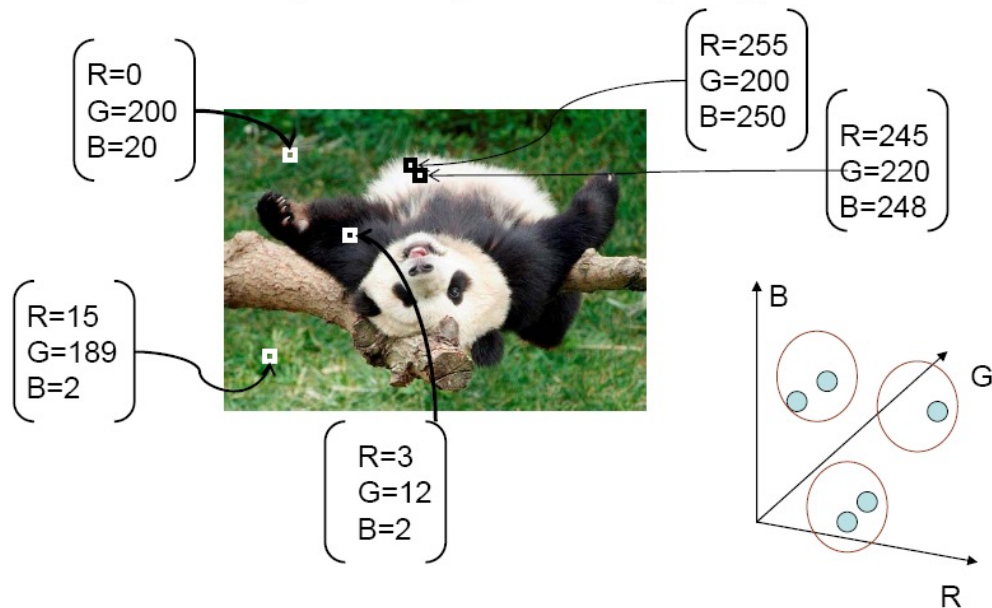 R=0
G=200
B=20
R=255
G=200
B=250
R=245
G=220
B=248
R=15
G=189
B=2
R=3
G=12
B=2
B
G
R